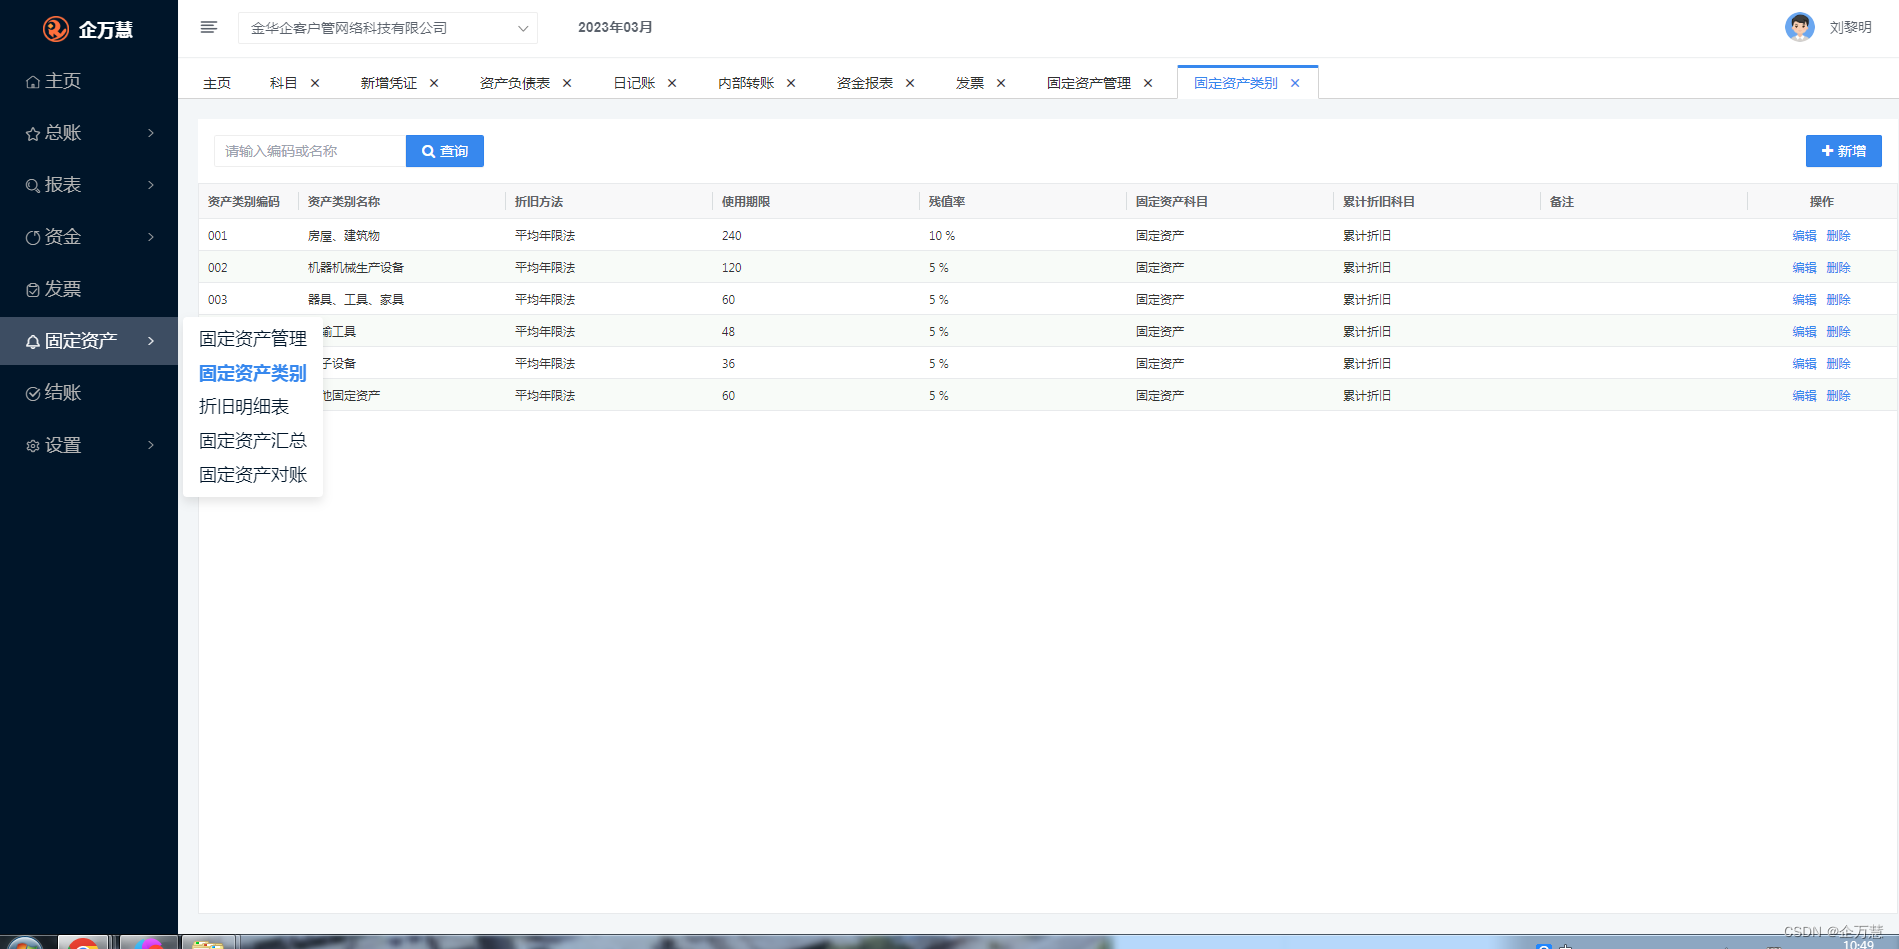 企万慧
金华企客户管网络科技有限公司
2023年03月
刘黎明
主页
总账
报表
资金
发票
固定资产
结账
设置
主页 科目 新增凭证 资产负债表 日记账 内部转账 资金报表 发票 固定资产管理 固定资产类别
请输入编码或名称 查询 新增
资产类别编码 资产类别名称 折旧方法 使用期限 残值率 固定资产科目 累计折旧科目 备注 操作
001 房屋、建筑物 平均年限法 240 10 % 固定资产 累计折旧 编辑 删除
002 机器机械生产设备 平均年限法 120 5 % 固定资产 累计折旧 编辑 删除
003 器具、工具、家具 平均年限法 60 5 % 固定资产 累计折旧 编辑 删除
输工具 平均年限法 48 5 % 固定资产 累计折旧 编辑 删除
子设备 平均年限法 36 5 % 固定资产 累计折旧 编辑 删除
他固定资产 平均年限法 60 5 % 固定资产 累计折旧 编辑 删除
固定资产管理
固定资产类别
折旧明细表
固定资产汇总
固定资产对账
CSDN @企万慧
10:49